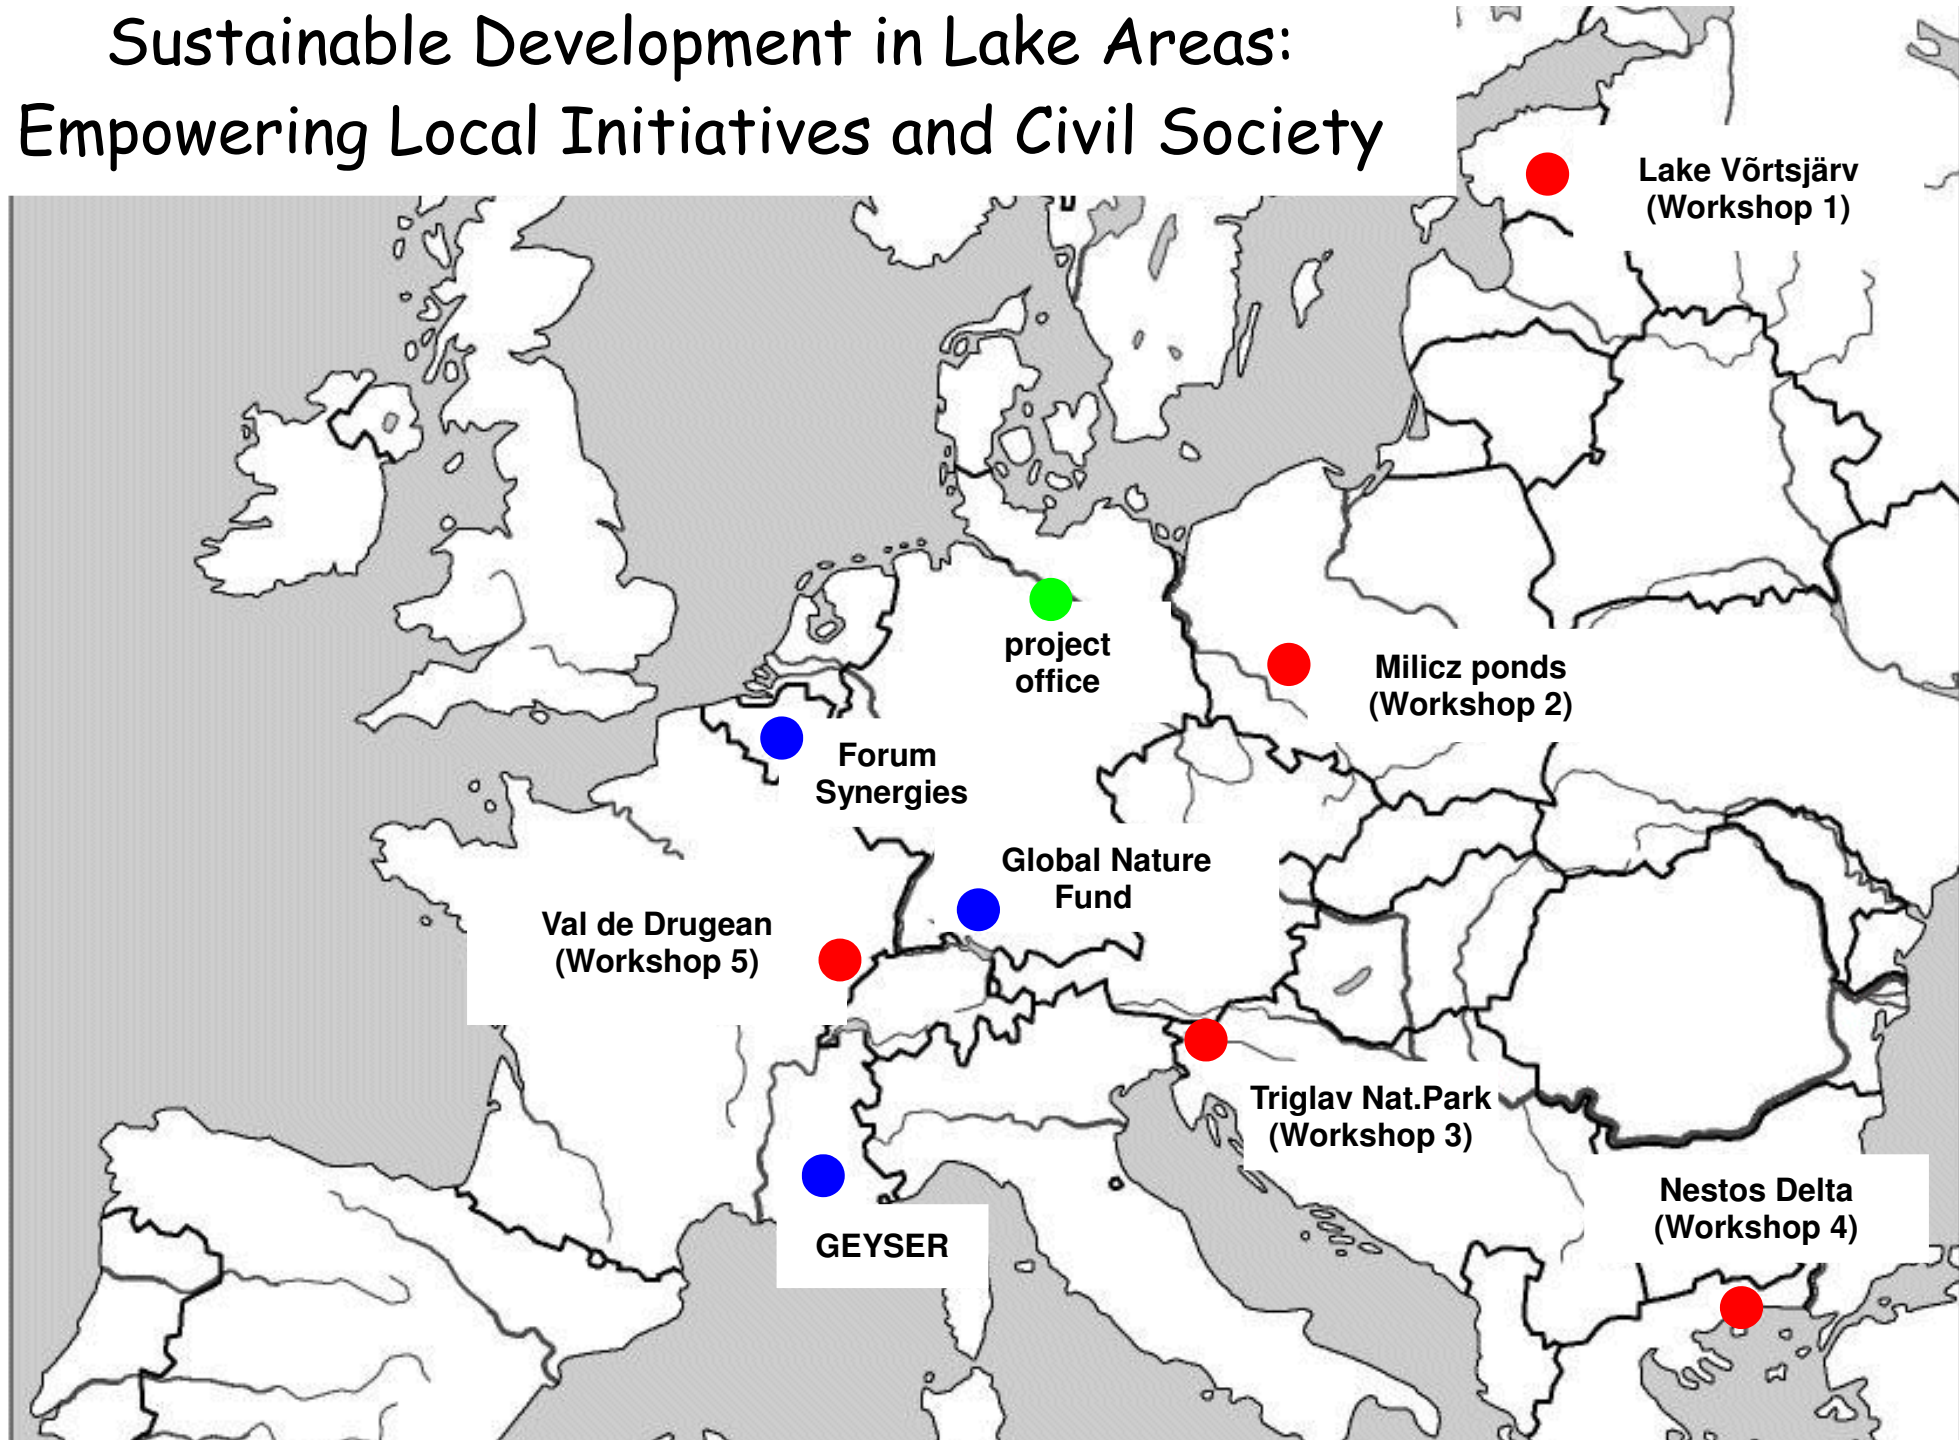 Sustainable Development in Lake Areas:
Empowering Local Initiatives and Civil Society
Lake Võrtsjärv
(Workshop 1)
project
office
Milicz ponds
(Workshop 2)
Forum
Synergies
Global Nature
Fund
Val de Drugean
(Workshop 5)
Triglav Nat.Park
(Workshop 3)
Nestos Delta
(Workshop 4)
GEYSER